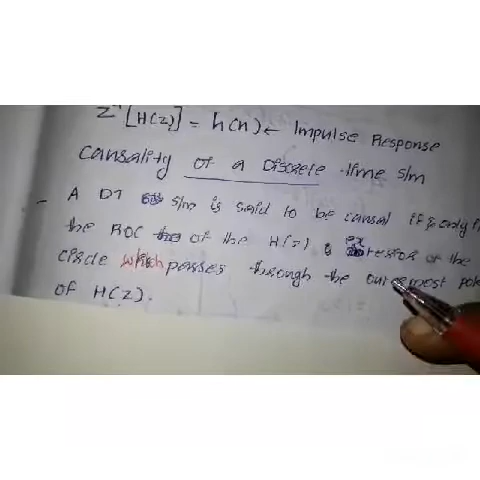 Z⁻¹[H(Z)] = h(n) ← Impulse Response
Causality of a Discrete-time s/m
- A DT s/m is said to be causal if & only if
the ROC of the H(z) is exterior of the
circle which passes through the outermost pole
of H(Z).